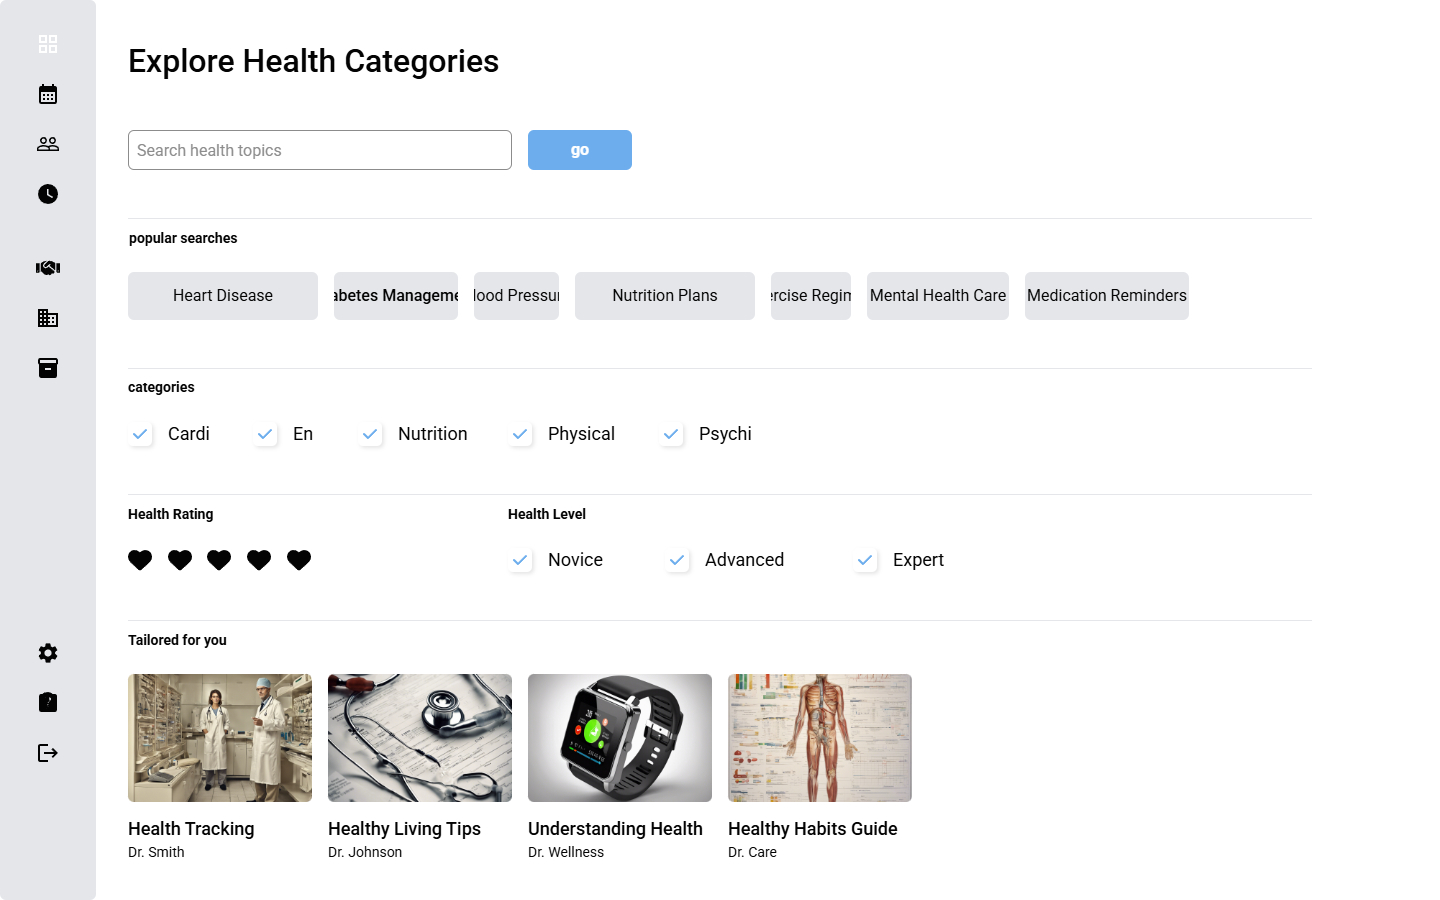 Explore Health Categories
Search health topics
go
popular searches
Heart Disease
abetes Manageme
lood Pressur
Nutrition Plans
ercise Regim
Mental Health Care
Medication Reminders
categories
Cardi
En
Nutrition
Physical
Psychi
Health Rating
Health Level
Novice
Advanced
Expert
Tailored for you
Health Tracking
Dr. Smith
Healthy Living Tips
Dr. Johnson
Understanding Health
Dr. Wellness
Healthy Habits Guide
Dr. Care